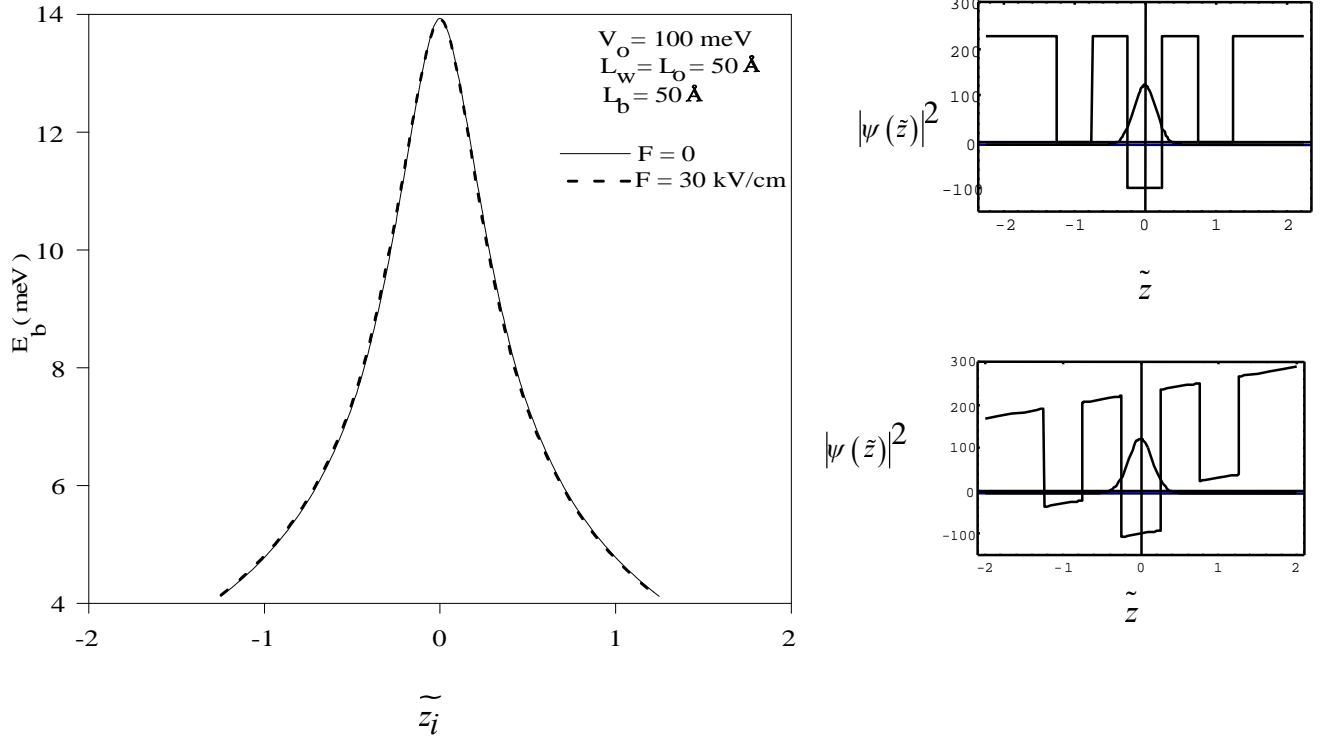 14
12
10
8
6
4
E_b (meV)
-2 -1 0 1 2
z̃_i
V_o = 100 meV
L_w = L_o = 50 Å
L_b = 50 Å
F = 0
F = 30 kV/cm
300
200
100
0
-100
-2 -1 0 1 2
|ψ(z̃)|²
z̃
300
200
100
0
-100
-2 -1 0 1 2
|ψ(z̃)|²
z̃